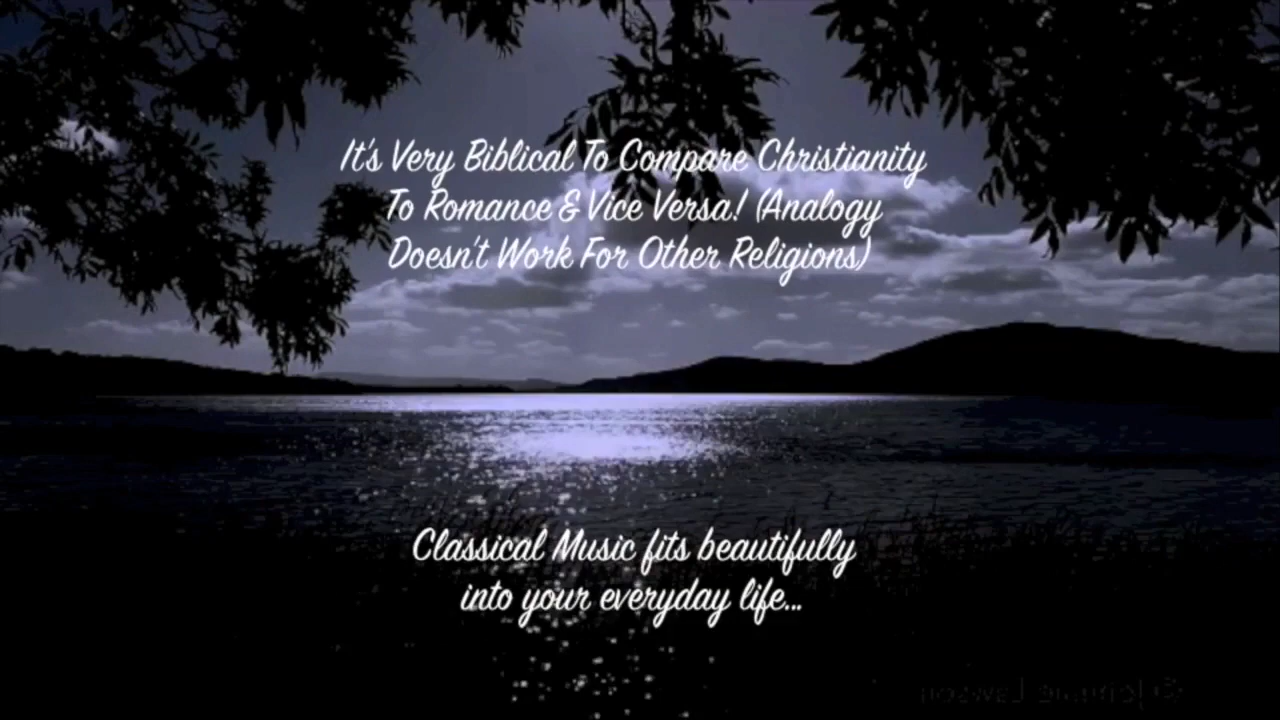 It's Very Biblical To Compare Christianity
To Romance & Vice Versa! (Analogy
Doesn't Work For Other Religions)
Classical Music fits beautifully
into your everyday life...